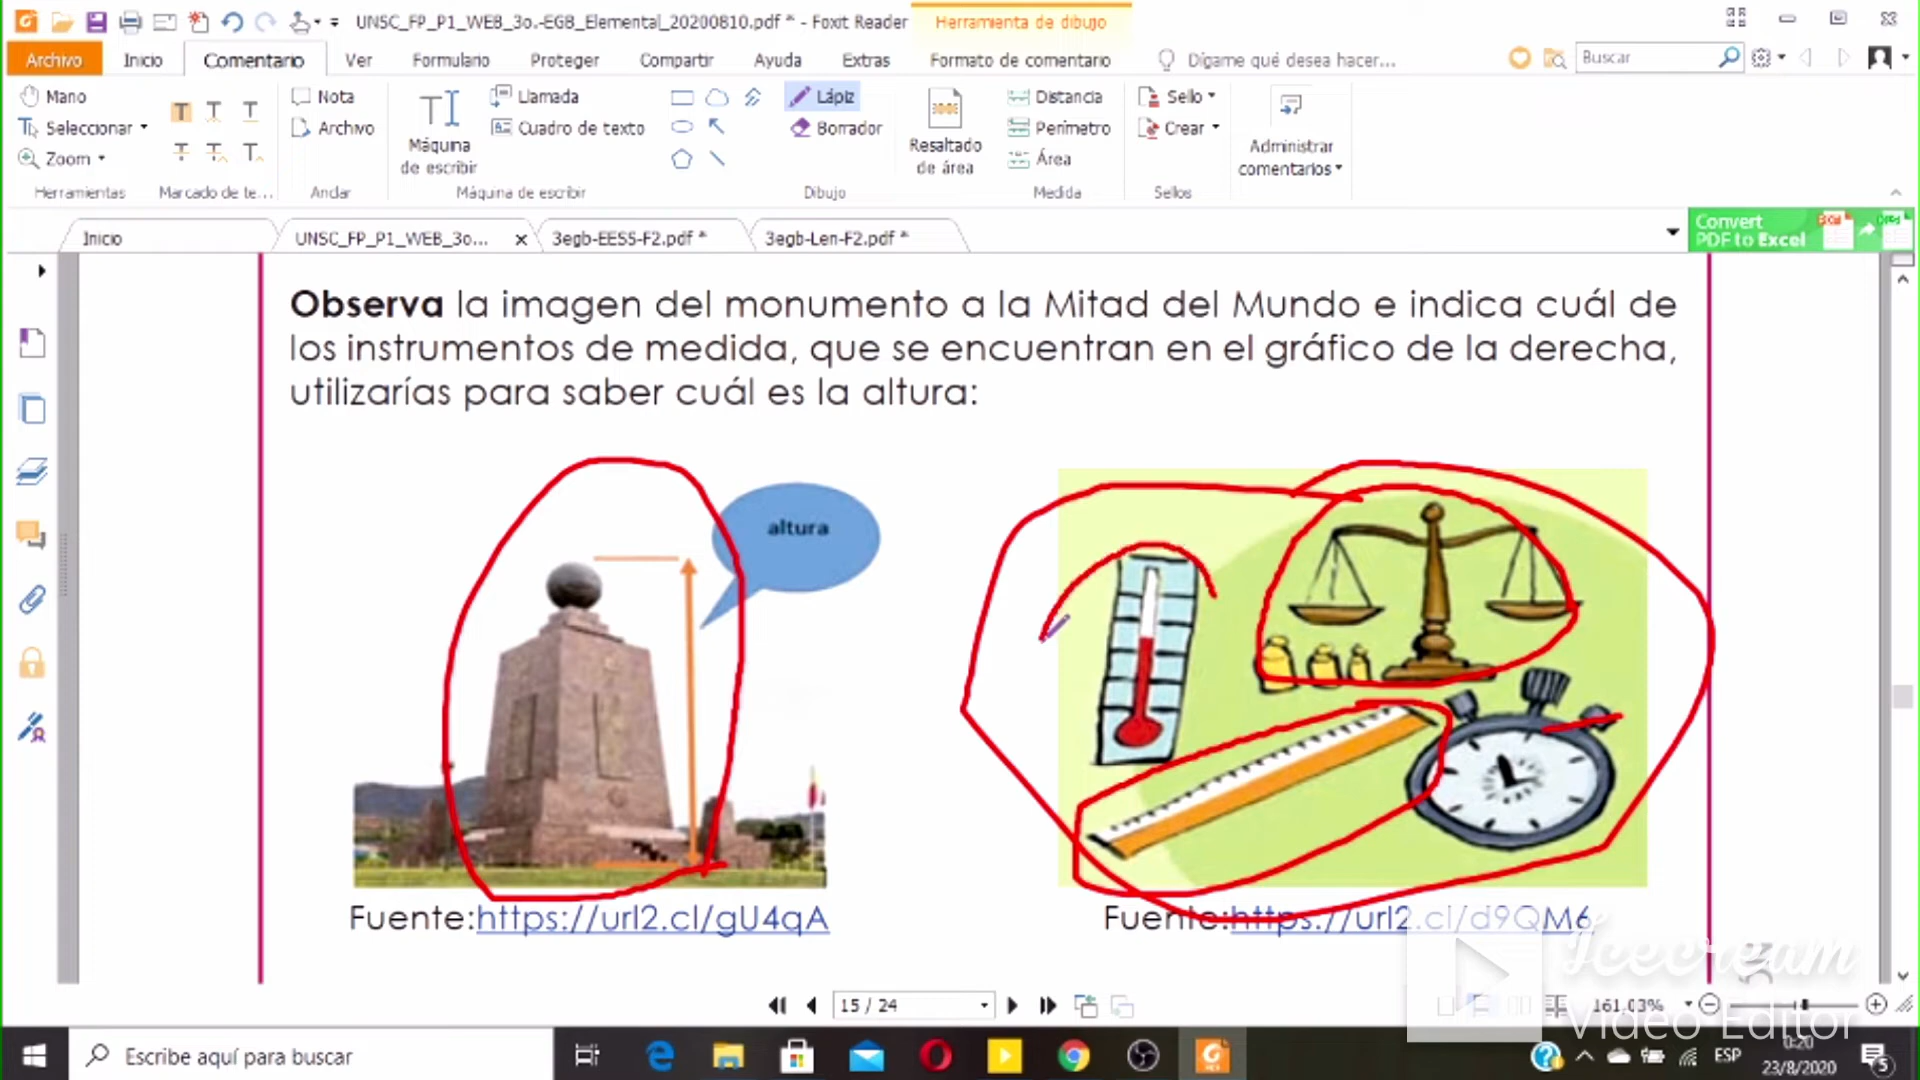 UNSC_FP_P1_WEB_3o.-EGB_Elemental_20200810.pdf * - Foxit Reader
Herramienta de dibujo
Archivo Inicio Comentario Ver Formulario Proteger Compartir Ayuda Extras Formato de comentario Dígame qué desea hacer... Buscar
Mano Nota Llamada Lápiz Distancia Sello
Seleccionar Archivo Cuadro de texto Borrador Perímetro Crear
Zoom Máquina de escribir Resaltado de área Área Administrar comentarios
Herramientas Marcado de te... Anclar Máquina de escribir Dibujo Medida Sellos
Inicio UNSC_FP_P1_WEB_3o... 3egb-EESS-F2.pdf * 3egb-Len-F2.pdf *
Convert
PDF to Excel
Observa la imagen del monumento a la Mitad del Mundo e indica cuál de
los instrumentos de medida, que se encuentran en el gráfico de la derecha,
utilizarías para saber cuál es la altura:
altura
Fuente:https://url2.cl/gU4qA Fuente:https://url2.cl/d9QM6
Icecream
Video Editor
15 / 24 161.03%
Escribe aquí para buscar ESP 0:20
23/8/2020 5